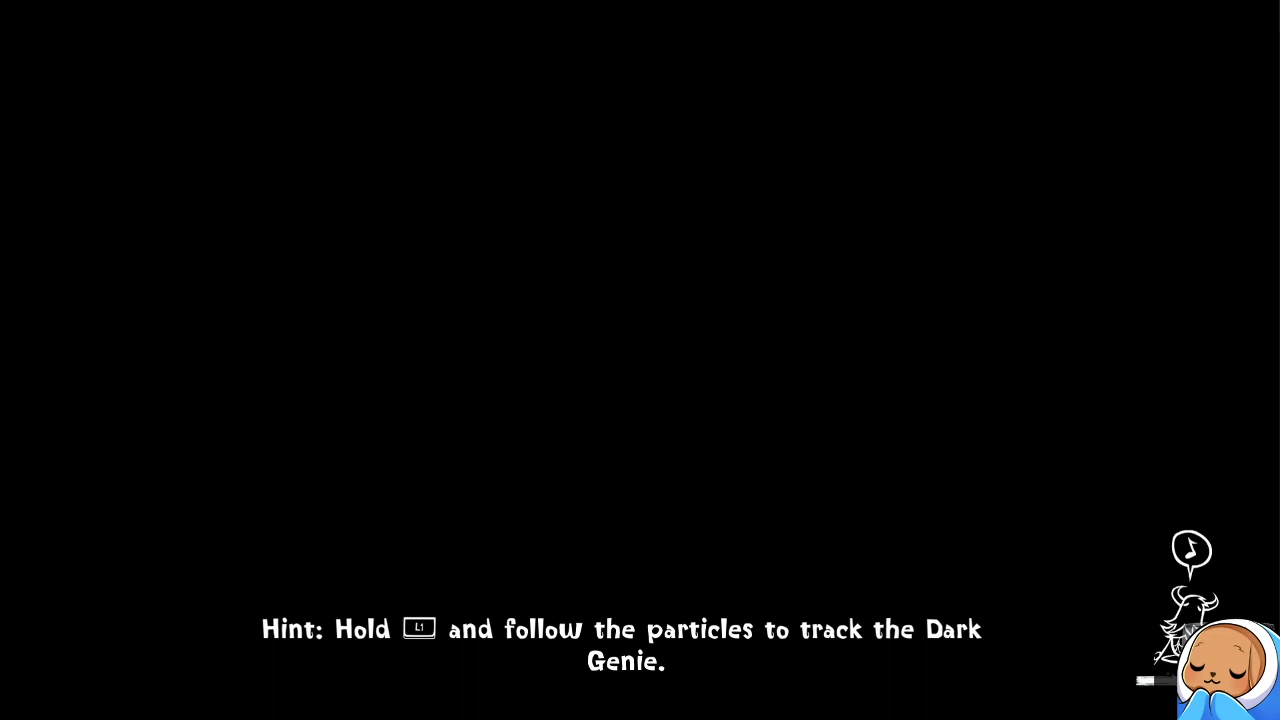 Hint: Hold L1 and follow the particles to track the Dark
Genie.